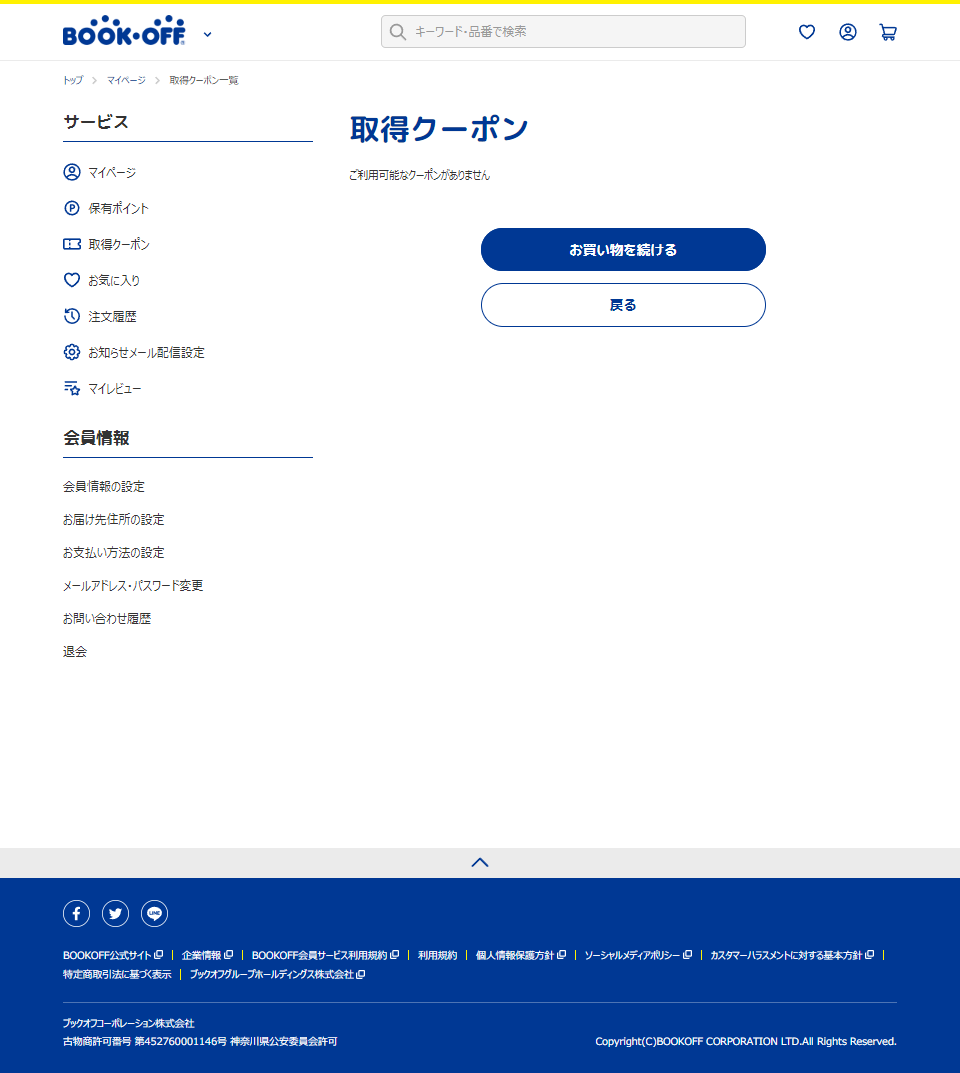 BOOK・OFF
キーワード・品番で検索
トップ マイページ 取得クーポン一覧
サービス
マイページ
保有ポイント
取得クーポン
お気に入り
注文履歴
お知らせメール配信設定
マイレビュー
会員情報
会員情報の設定
お届け先住所の設定
お支払い方法の設定
メールアドレス・パスワード変更
お問い合わせ履歴
退会
取得クーポン
ご利用可能なクーポンがありません
お買い物を続ける
戻る
LINE
BOOKOFF公式サイト 企業情報 BOOKOFF会員サービス利用規約 利用規約 個人情報保護方針 ソーシャルメディアポリシー カスタマーハラスメントに対する基本方針
特定商取引法に基づく表示 ブックオフグループホールディングス株式会社
ブックオフコーポレーション株式会社
古物商許可番号 第452760001146号 神奈川県公安委員会許可
Copyright(C)BOOKOFF CORPORATION LTD.All Rights Reserved.